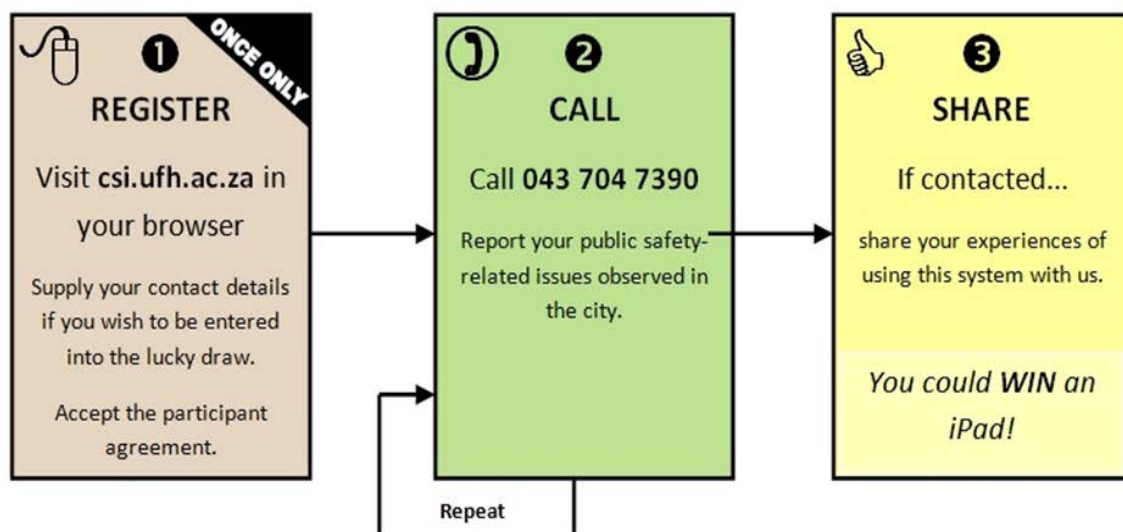 1
ONCE ONLY
REGISTER
Visit csi.ufh.ac.za in
your browser
Supply your contact details
if you wish to be entered
into the lucky draw.
Accept the participant
agreement.
2
CALL
Call 043 704 7390
Report your public safety-
related issues observed in
the city.
Repeat
3
SHARE
If contacted...
share your experiences of
using this system with us.
You could WIN an
iPad!